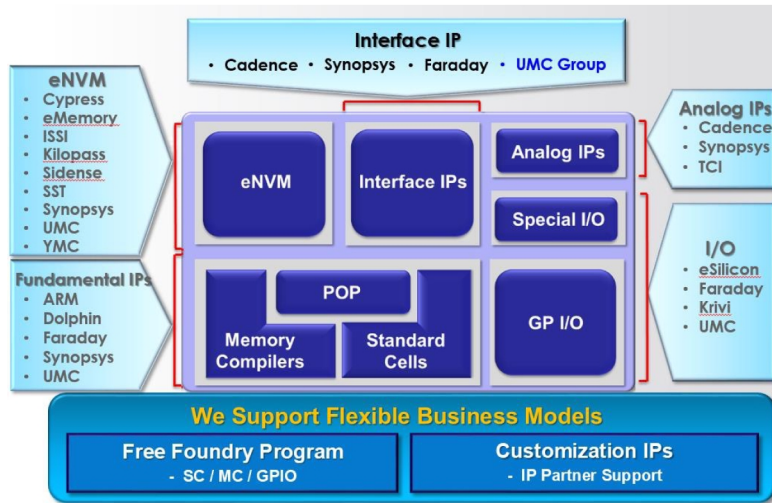 Interface IP
• Cadence • Synopsys • Faraday • UMC Group
eNVM
• Cypress
• eMemory
• ISSI
• Kilopass
• Sidense
• SST
• Synopsys
• UMC
• YMC
Fundamental IPs
• ARM
• Dolphin
• Faraday
• Synopsys
• UMC
eNVM
Interface IPs
Analog IPs
Special I/O
POP
Memory
Compilers
Standard
Cells
GP I/O
Analog IPs
• Cadence
• Synopsys
• TCI
I/O
• eSilicon
• Faraday
• Krivi
• UMC
We Support Flexible Business Models
Free Foundry Program
- SC / MC / GPIO
Customization IPs
- IP Partner Support